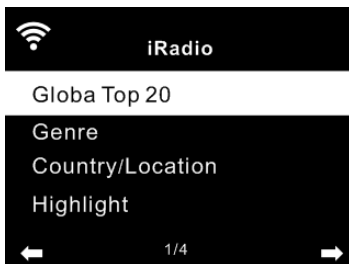 iRadio
Globa Top 20
Genre
Country/Location
Highlight
1/4